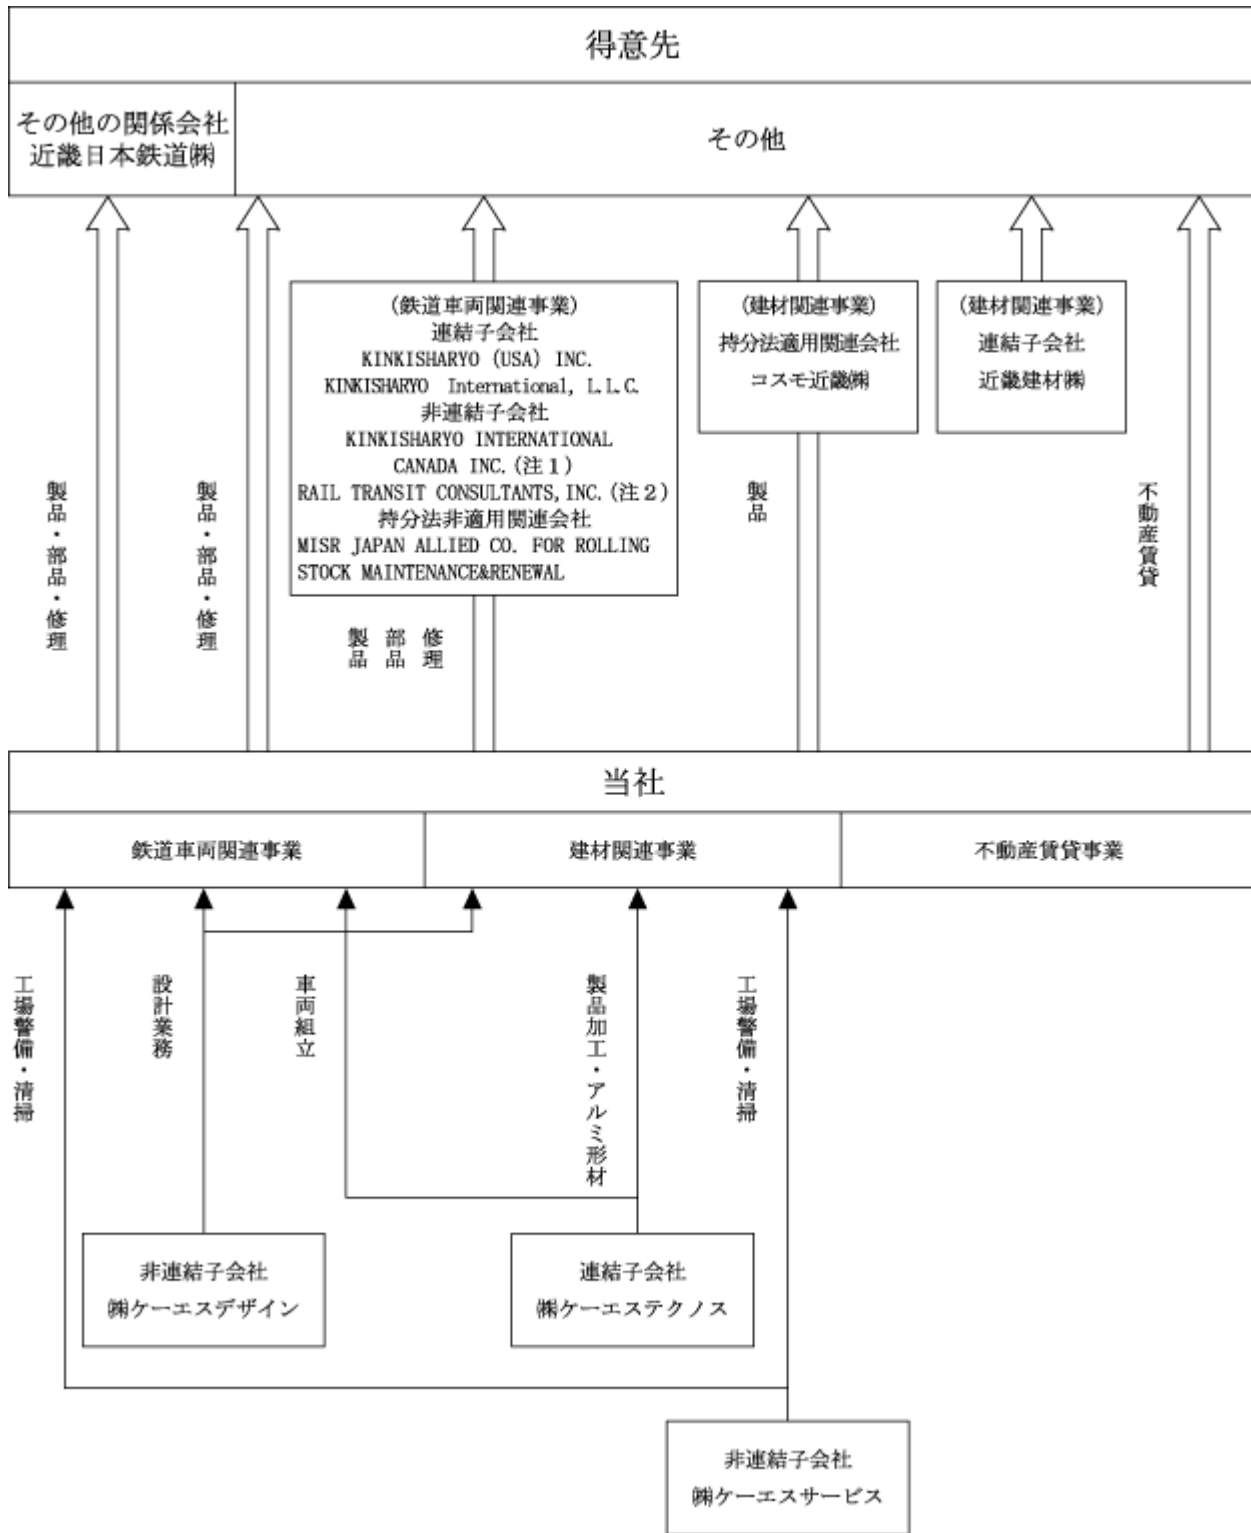 得意先
その他の関係会社
近畿日本鉄道㈱
その他
(鉄道車両関連事業)
連結子会社
KINKISHARYO (USA) INC.
KINKISHARYO International, L.L.C.
非連結子会社
KINKISHARYO INTERNATIONAL
CANADA INC.(注1)
RAIL TRANSIT CONSULTANTS,INC.(注2)
持分法非適用関連会社
MISR JAPAN ALLIED CO. FOR ROLLING
STOCK MAINTENANCE&RENEWAL
(建材関連事業)
持分法適用関連会社
コスモ近畿㈱
(建材関連事業)
連結子会社
近畿建材㈱
製品・部品・修理
製品・部品・修理
製品
部品
修理
製品
不動産賃貸
当社
鉄道車両関連事業
建材関連事業
不動産賃貸事業
工場警備・清掃
設計業務
車両組立
製品加工・アルミ形材
工場警備・清掃
非連結子会社
㈱ケーエスデザイン
連結子会社
㈱ケーエステクノス
非連結子会社
㈱ケーエスサービス